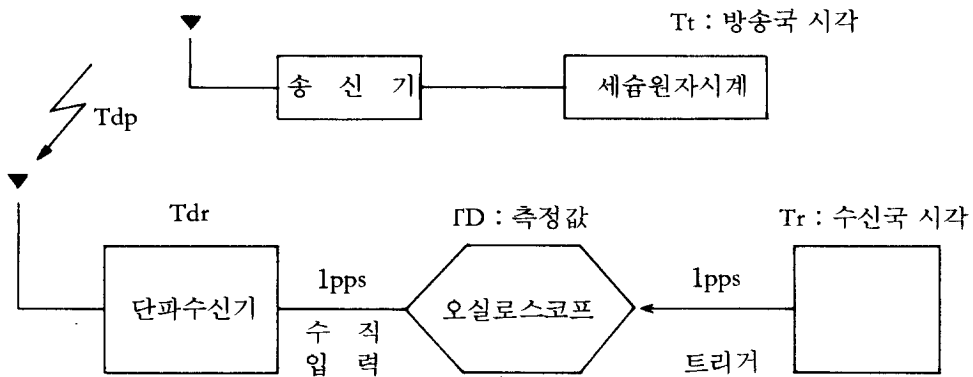 Tt : 방송국 시각
송 신 기
세슘원자시계
Tdp
Tdr
TD : 측정값
Tr : 수신국 시각
단파수신기
1pps
수 직
입 력
오실로스코프
1pps
트리거